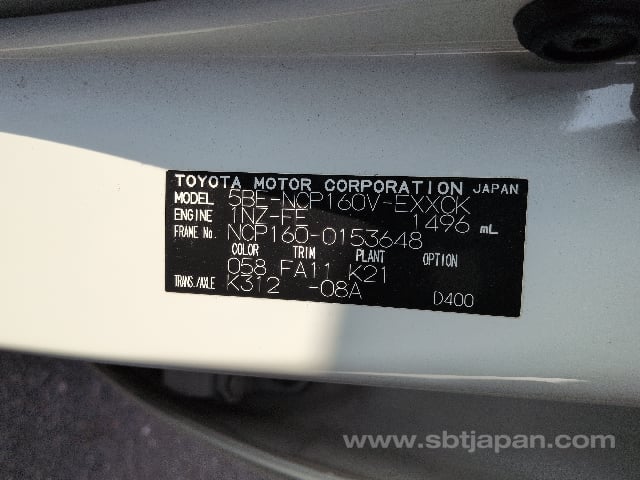 TOYOTA MOTOR CORPORATION JAPAN
MODEL 5BE-NCP160V-EXXCK
ENGINE 1NZ-FE 1496 mL
FRAME No. NCP160-0153648
COLOR TRIM PLANT OPTION
058 FA11 K21
TRANS./AXLE K312 -08A D400
www.sbtjapan.com